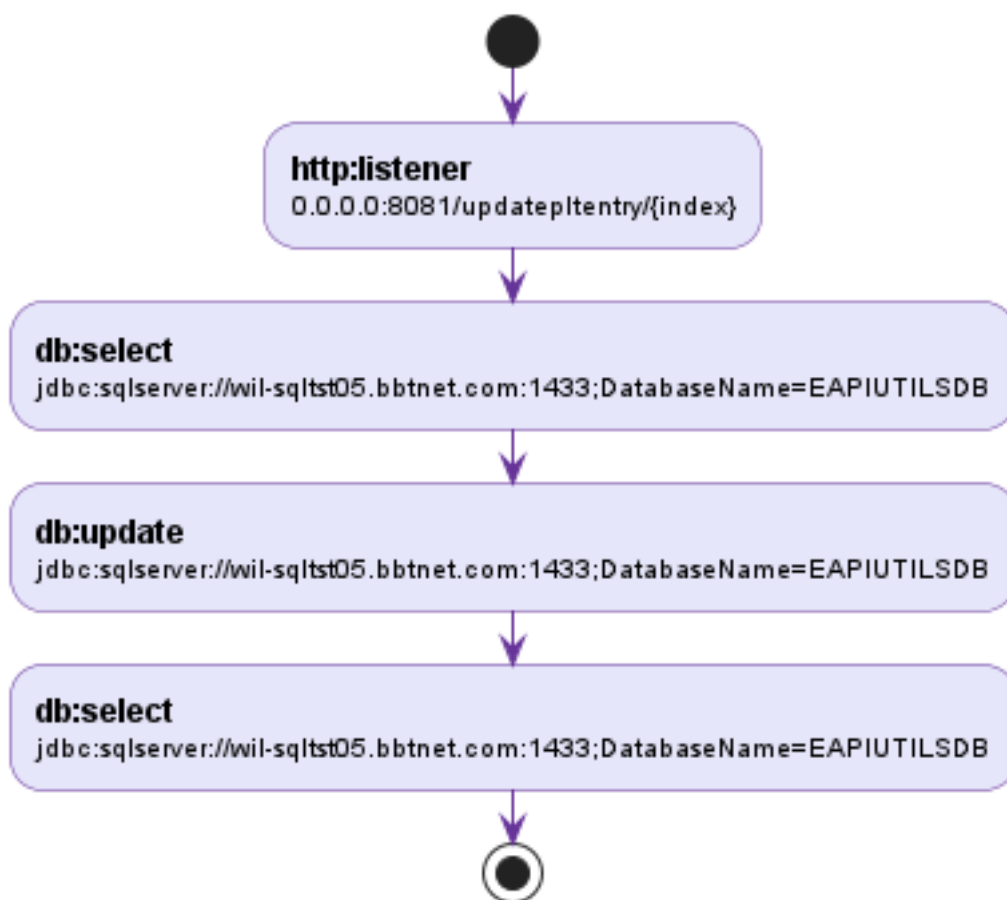 http:listener
0.0.0.0:8081/updatepltentry/{index}
db:select
jdbc:sqlserver://wil-sqltst05.bbtnet.com:1433;DatabaseName=EAPIUTILSDB
db:update
jdbc:sqlserver://wil-sqltst05.bbtnet.com:1433;DatabaseName=EAPIUTILSDB
db:select
jdbc:sqlserver://wil-sqltst05.bbtnet.com:1433;DatabaseName=EAPIUTILSDB